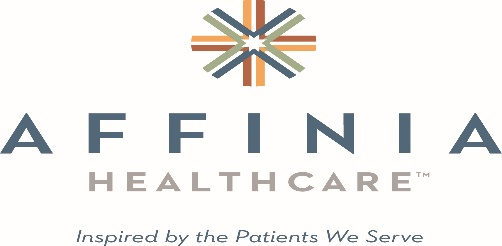 AFFINIA
HEALTHCARE™
Inspired by the Patients We Serve